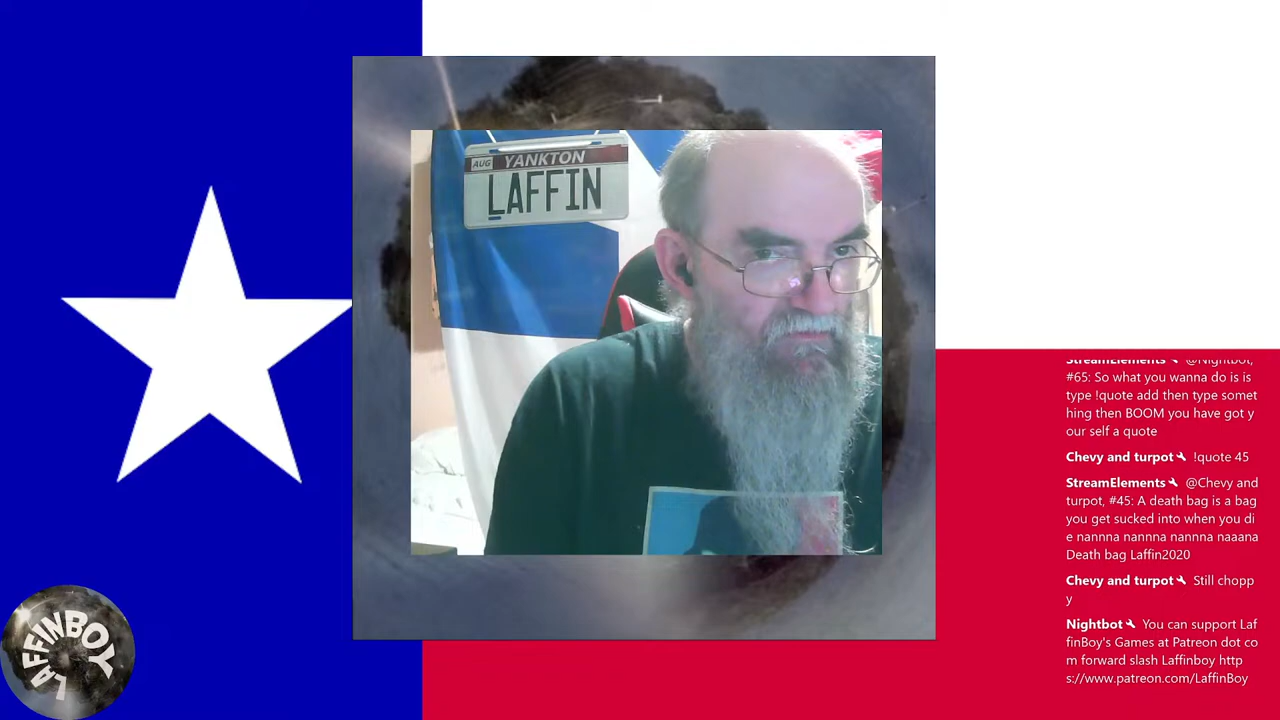 AUG YANKTON
LAFFIN
StreamElements @Nightbot,
#65: So what you wanna do is is
type !quote add then type somet
hing then BOOM you have got y
our self a quote
Chevy and turpot !quote 45
StreamElements @Chevy and
turpot, #45: A death bag is a bag
you get sucked into when you di
e nannna nannna nannna naaana
Death bag Laffin2020
Chevy and turpot Still chopp
y
Nightbot You can support Laf
finBoy's Games at Patreon dot co
m forward slash Laffinboy http
s://www.patreon.com/LaffinBoy
LAFFINBOY